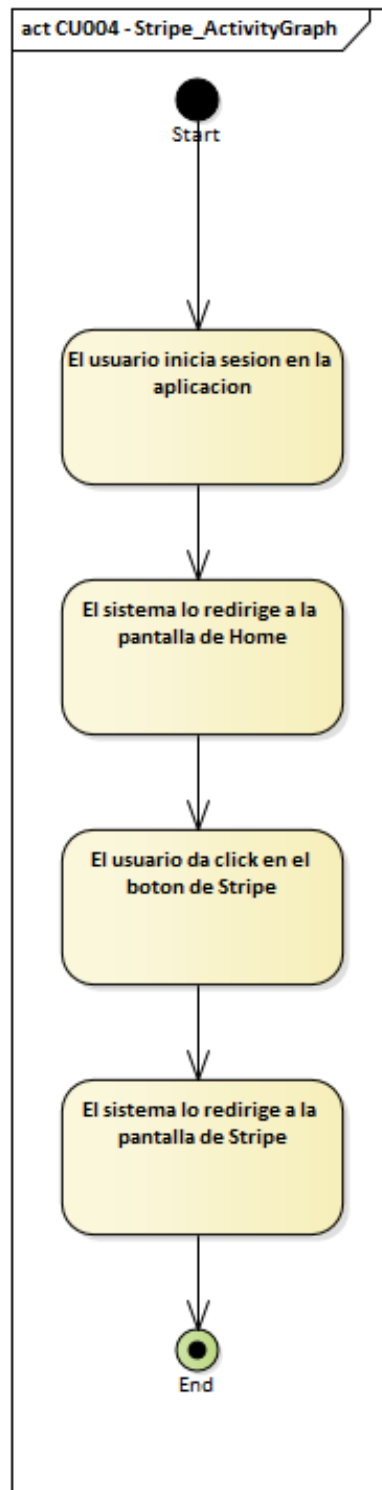 act CU004 - Stripe_ActivityGraph
Start
El usuario inicia sesion en la
aplicacion
El sistema lo redirige a la
pantalla de Home
El usuario da click en el
boton de Stripe
El sistema lo redirige a la
pantalla de Stripe
End